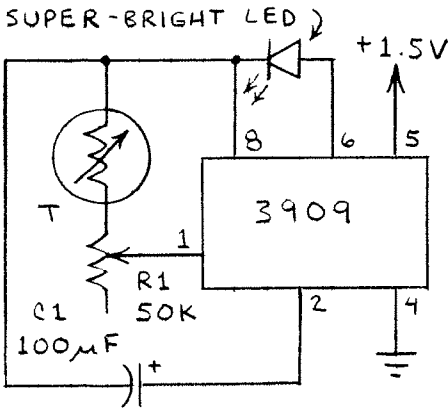 SUPER-BRIGHT LED
+1.5V
8
6
5
3909
T
1
R1
50K
C1
100µF
+
2
4